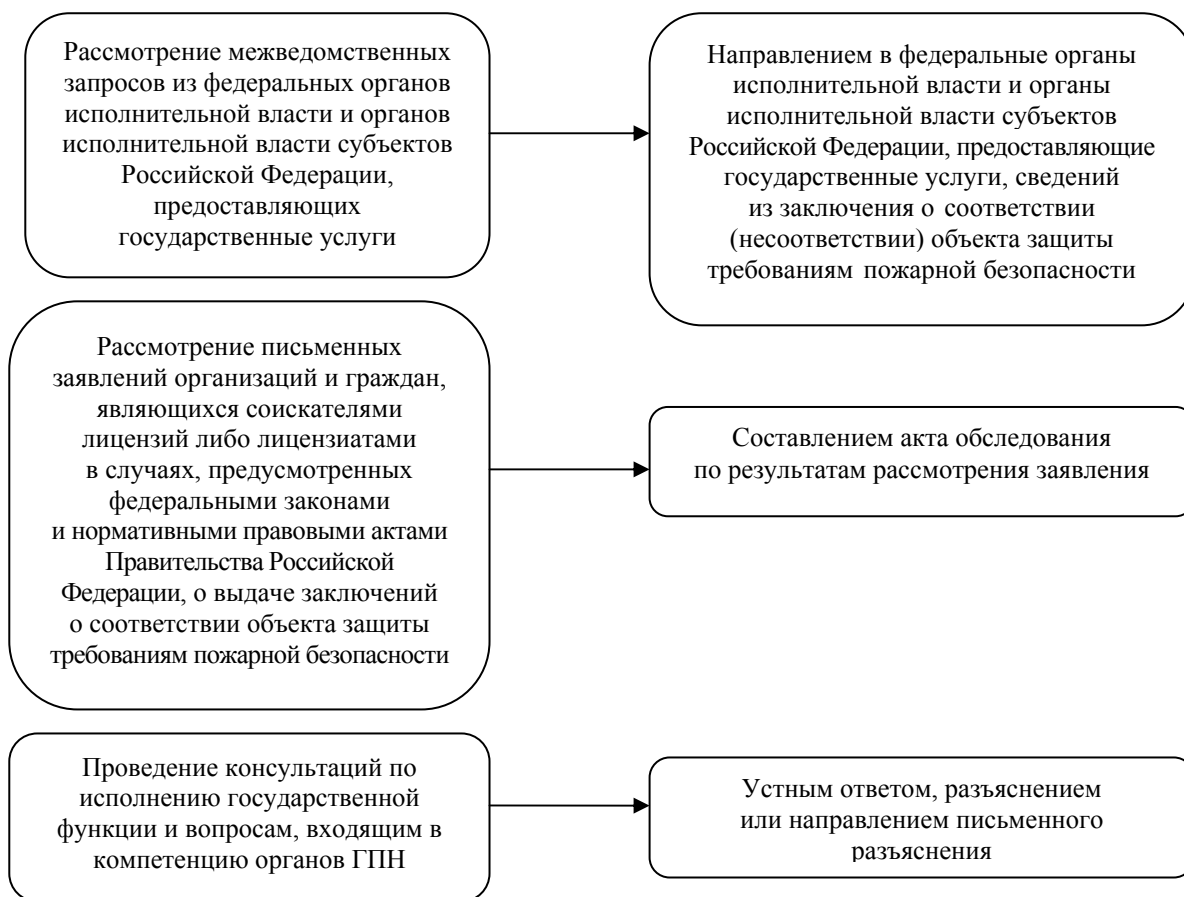 Рассмотрение межведомственных
запросов из федеральных органов
исполнительной власти и органов
исполнительной власти субъектов
Российской Федерации,
предоставляющих
государственные услуги
Направлением в федеральные органы
исполнительной власти и органы
исполнительной власти субъектов
Российской Федерации, предоставляющие
государственные услуги, сведений
из заключения о соответствии
(несоответствии) объекта защиты
требованиям пожарной безопасности
Рассмотрение письменных
заявлений организаций и граждан,
являющихся соискателями
лицензий либо лицензиатами
в случаях, предусмотренных
федеральными законами
и нормативными правовыми актами
Правительства Российской
Федерации, о выдаче заключений
о соответствии объекта защиты
требованиям пожарной безопасности
Составлением акта обследования
по результатам рассмотрения заявления
Проведение консультаций по
исполнению государственной
функции и вопросам, входящим в
компетенцию органов ГПН
Устным ответом, разъяснением
или направлением письменного
разъяснения